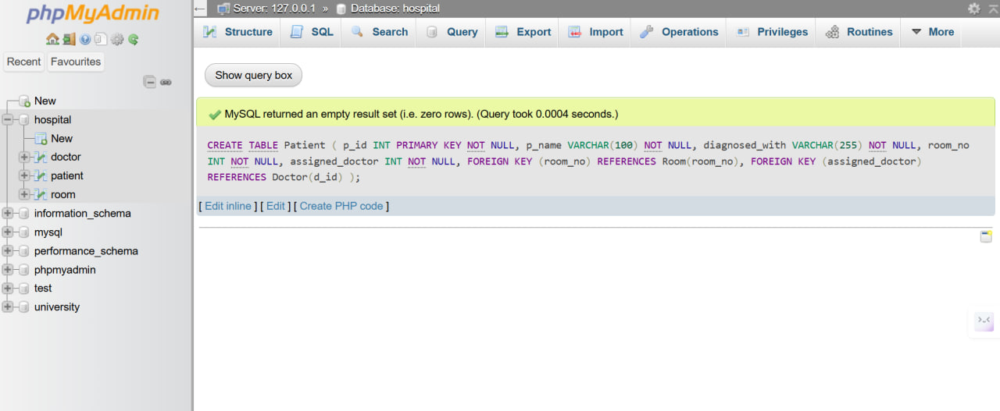 phpMyAdmin
Recent Favourites
New
hospital
New
doctor
patient
room
information_schema
mysql
performance_schema
phpmyadmin
test
university
← Server: 127.0.0.1 » Database: hospital
Structure SQL Search Query Export Import Operations Privileges Routines More
Show query box
MySQL returned an empty result set (i.e. zero rows). (Query took 0.0004 seconds.)
CREATE TABLE Patient ( p_id INT PRIMARY KEY NOT NULL, p_name VARCHAR(100) NOT NULL, diagnosed_with VARCHAR(255) NOT NULL, room_no
INT NOT NULL, assigned_doctor INT NOT NULL, FOREIGN KEY (room_no) REFERENCES Room(room_no), FOREIGN KEY (assigned_doctor)
REFERENCES Doctor(d_id) );
[ Edit inline ] [ Edit ] [ Create PHP code ]